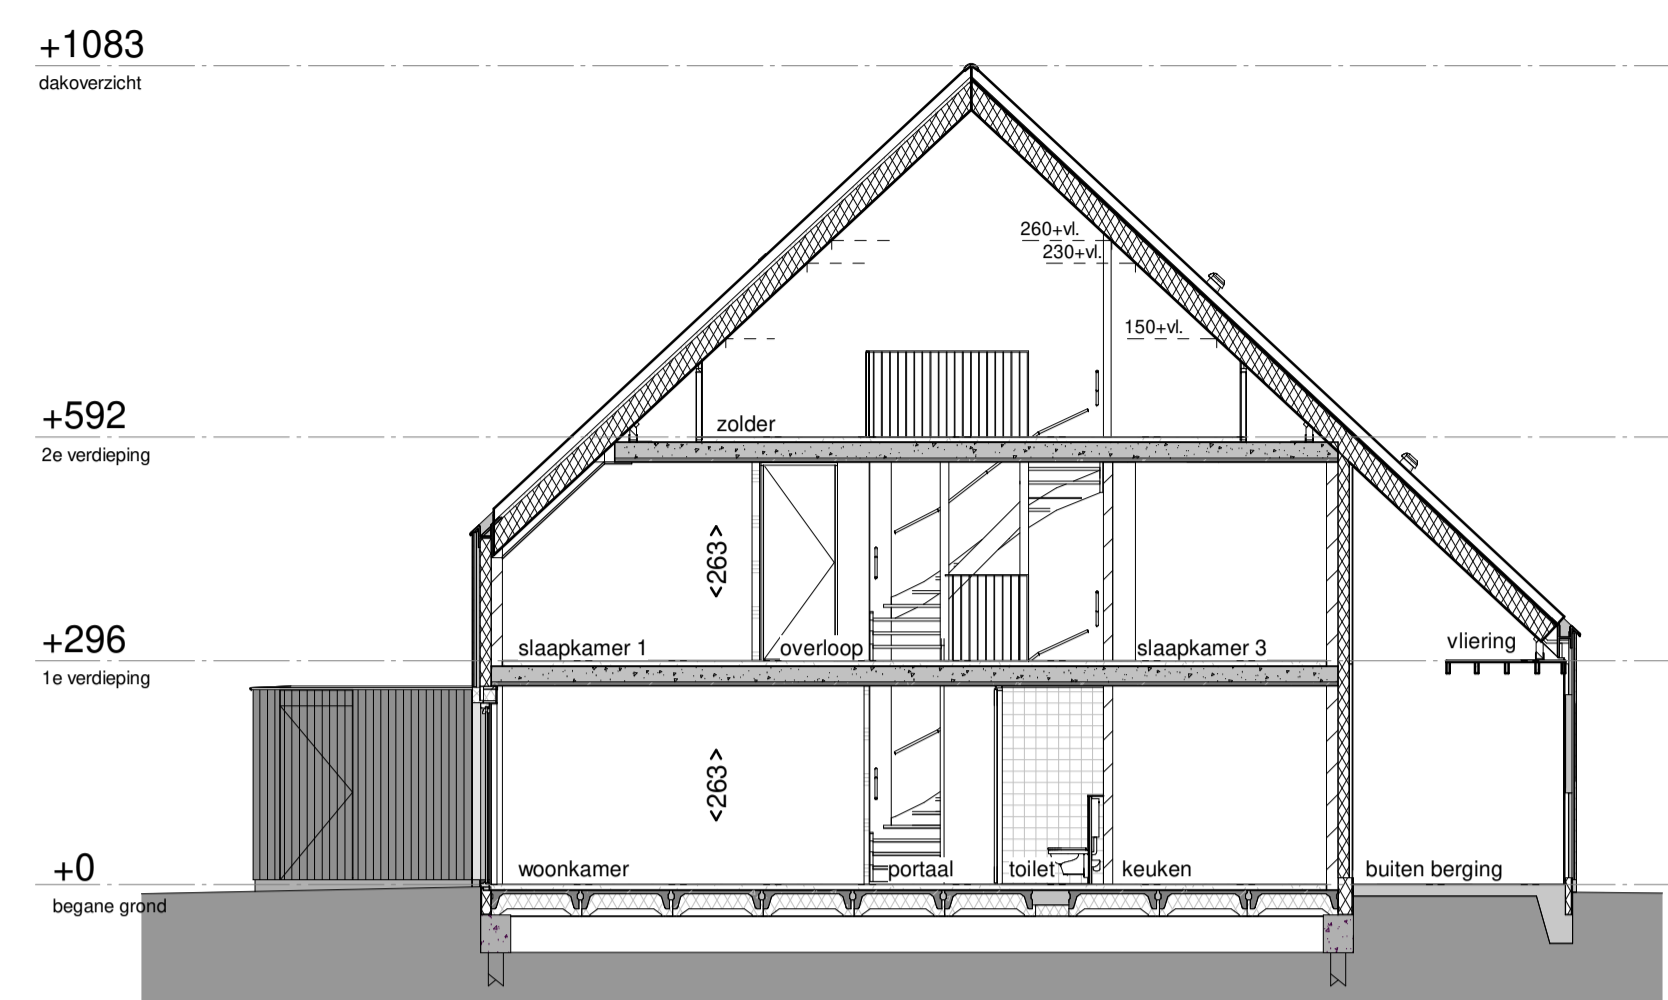 +1083
dakoverzicht
260+vl.
230+vl.
150+vl.
+592
zolder
2e verdieping
<263>
+296
slaapkamer 1
overloop
slaapkamer 3
vliering
1e verdieping
<263>
+0
woonkamer
portaal
toilet
keuken
buiten berging
begane grond